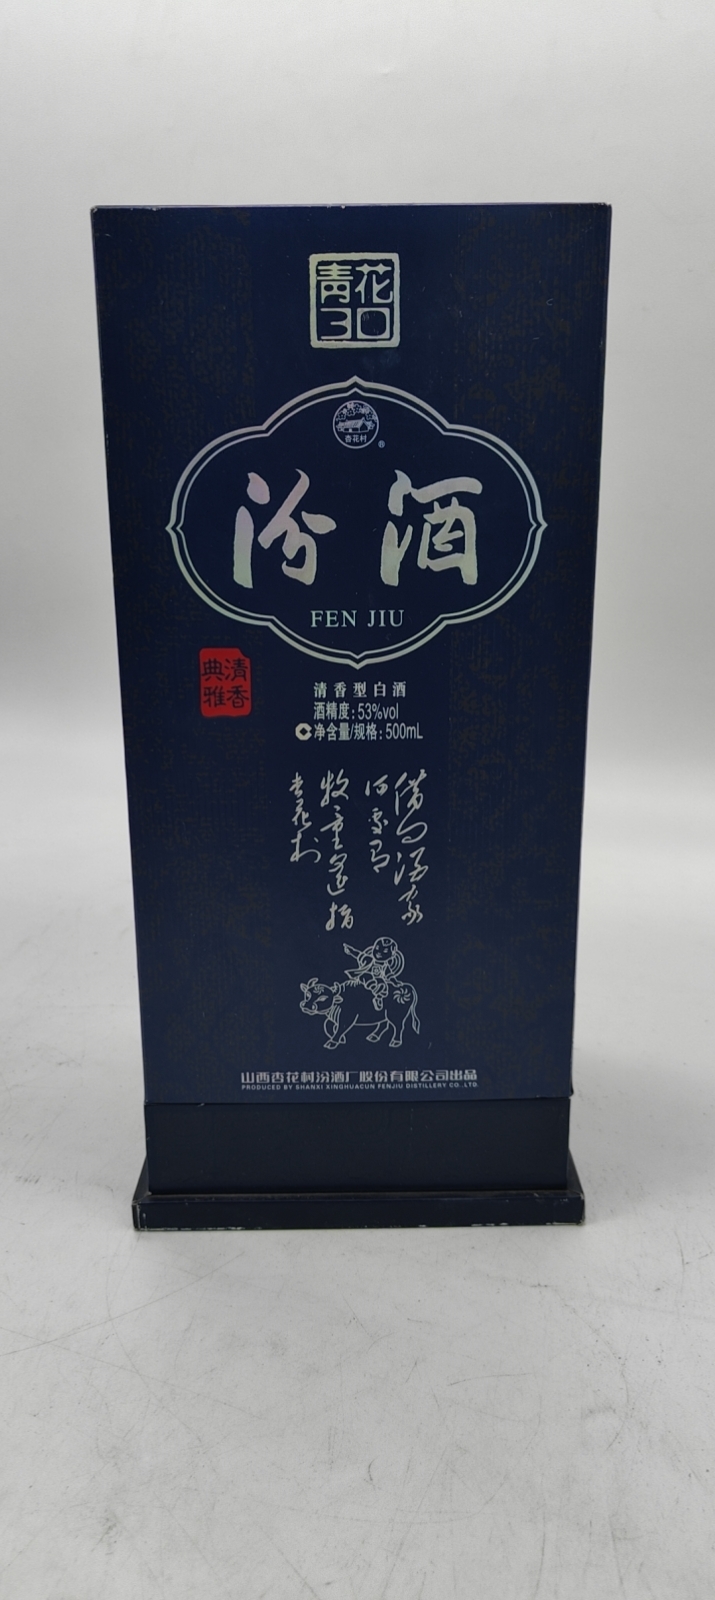 青花
30
杏花村
®
汾酒
FEN JIU
清香
典雅
清香型白酒
酒精度:53%vol
净含量/规格:500mL
借问酒家
何处有
牧童遥指
杏花村
山西杏花村汾酒厂股份有限公司出品
PRODUCED BY SHANXI XINGHUACUN FENJIU DISTILLERY CO.,LTD.